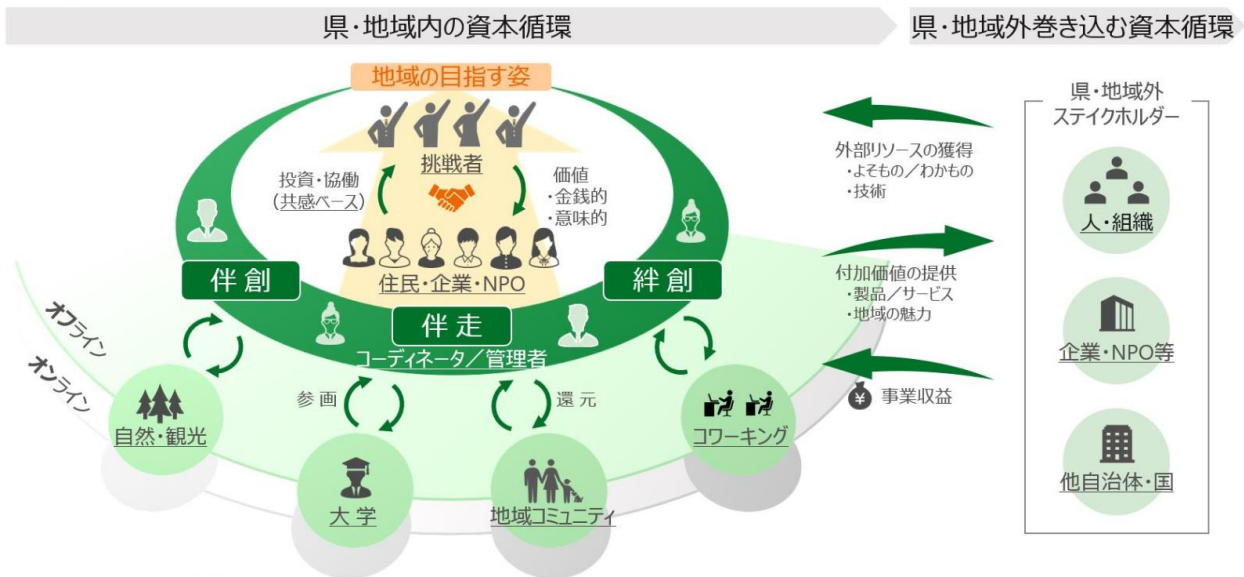 県・地域内の資本循環
県・地域外巻き込む資本循環
地域の目指す姿
挑戦者
投資・協働
(共感ベース)
価値
・金銭的
・意味的
住民・企業・NPO
伴創
絆創
伴走
コーディネータ／管理者
オフライン
オンライン
参画
還元
自然・観光
大学
地域コミュニティ
コワーキング
外部リソースの獲得
・よそもの／わかもの
・技術
付加価値の提供
・製品／サービス
・地域の魅力
¥
事業収益
県・地域外
ステイクホルダー
人・組織
企業・NPO等
他自治体・国